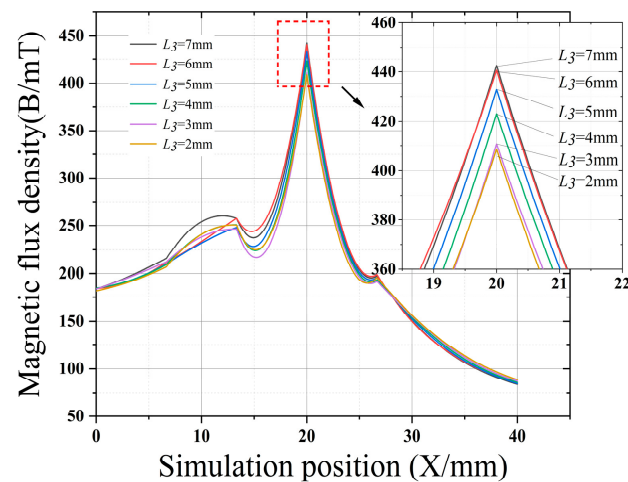 Magnetic flux density(B/mT)
450
425
400
375
350
300
250
200
150
100
50
0
10
20
30
40
Simulation position (X/mm)
L3=7mm
L3=6mm
L3=5mm
L3=4mm
L3=3mm
L3=2mm
460
440
420
400
380
360
19
20
21
22
L3=7mm
L3=6mm
L3=5mm
L3=4mm
L3=3mm
L3=2mm